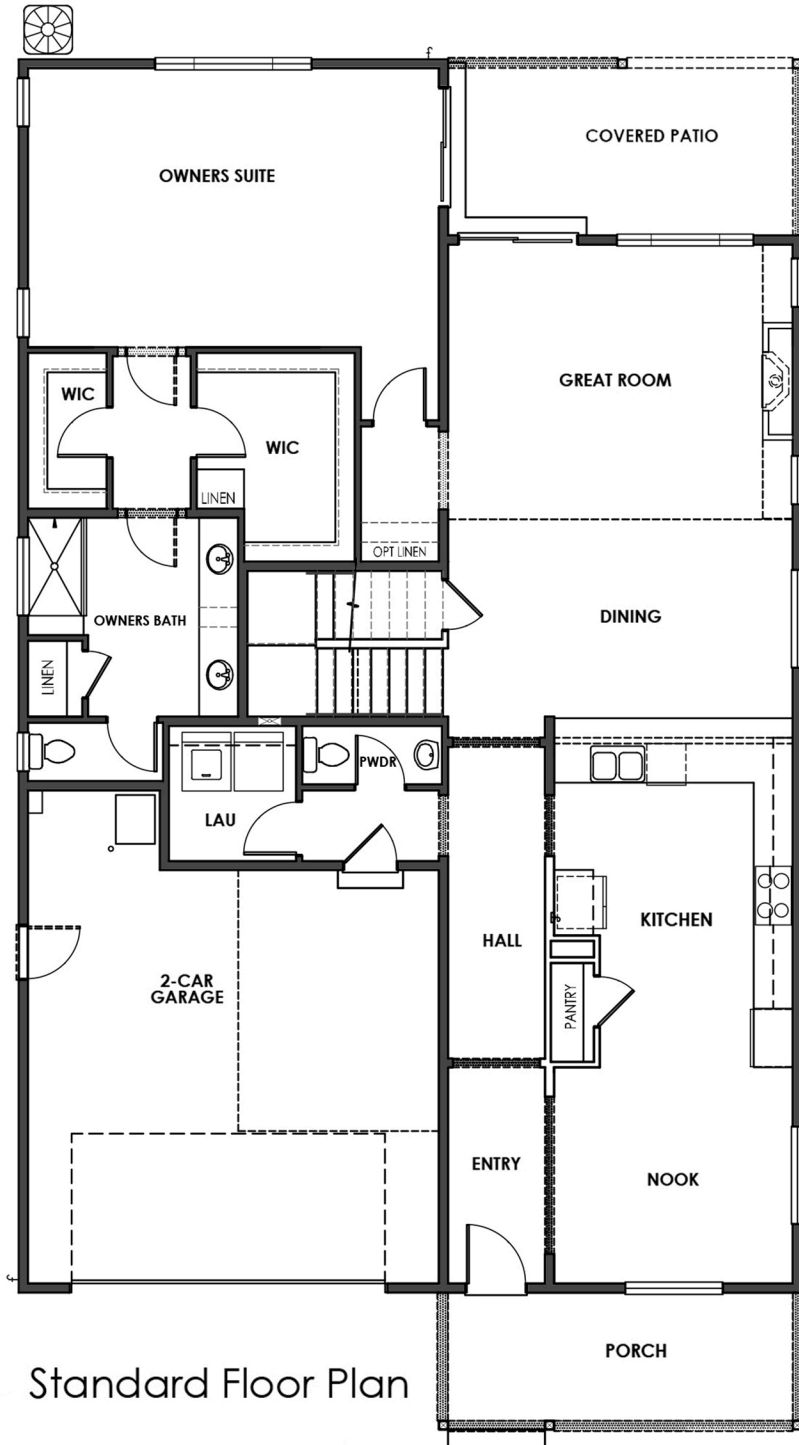 COVERED PATIO
OWNERS SUITE
GREAT ROOM
WIC
WIC
LINEN
OPT LINEN
DINING
OWNERS BATH
LINEN
PWDR
LAU
KITCHEN
HALL
2-CAR
GARAGE
PANTRY
ENTRY
NOOK
PORCH
Standard Floor Plan